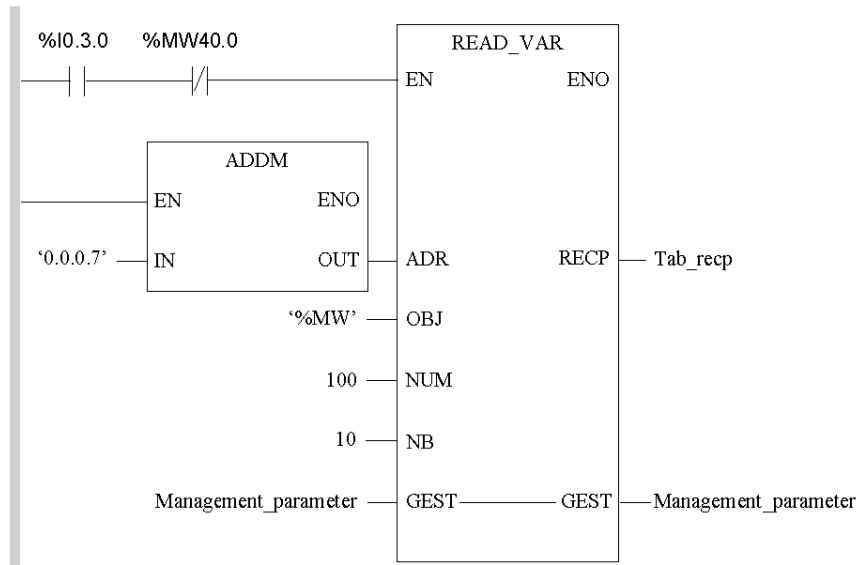 %I0.3.0 %MW40.0
READ_VAR
EN ENO
ADDM
EN ENO
‘0.0.0.7’ IN OUT ADR RECP Tab_recp
‘%MW’ OBJ
100 NUM
10 NB
Management_parameter GEST GEST Management_parameter